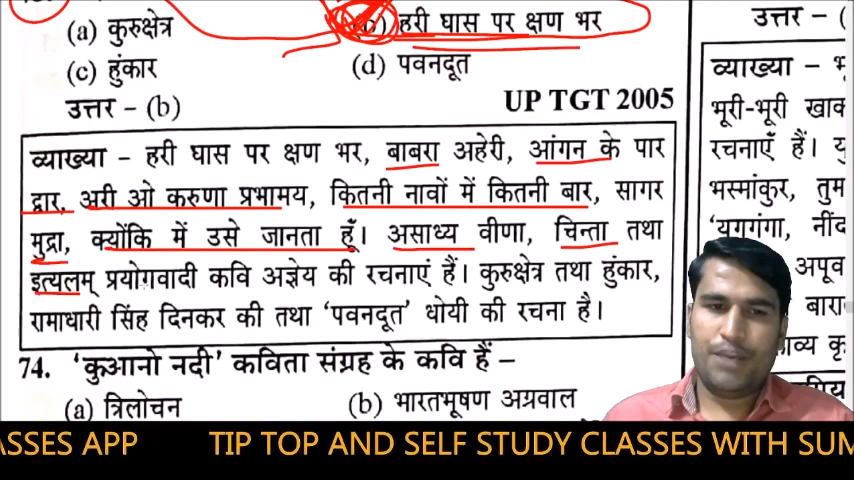 (a) कुरुक्षेत्र
हरी घास पर क्षण भर
(c) हुंकार
(d) पवनदूत
उत्तर – (b)
UP TGT 2005
व्याख्या – हरी घास पर क्षण भर, बाबरा अहेरी, आंगन के पार
द्वार, अरी ओ करुणा प्रभामय, कितनी नावों में कितनी बार, सागर
मुद्रा, क्योंकि में उसे जानता हूँ। असाध्य वीणा, चिन्ता तथा
इत्यलम् प्रयोगवादी कवि अज्ञेय की रचनाएं हैं। कुरुक्षेत्र तथा हुंकार,
रामाधारी सिंह दिनकर की तथा 'पवनदूत' धोयी की रचना है।
74. 'कुआनो नदी' कविता संग्रह के कवि हैं –
(a) त्रिलोचन
(b) भारतभूषण अग्रवाल
उत्तर – (
व्याख्या –
भूरी-भूरी खाक
रचनाएँ हैं।
भस्मांकुर, तुम
'युगगंगा, नींद
अपूर्व
बारा
काव्य कृ
ASSES APP TIP TOP AND SELF STUDY CLASSES WITH SUM